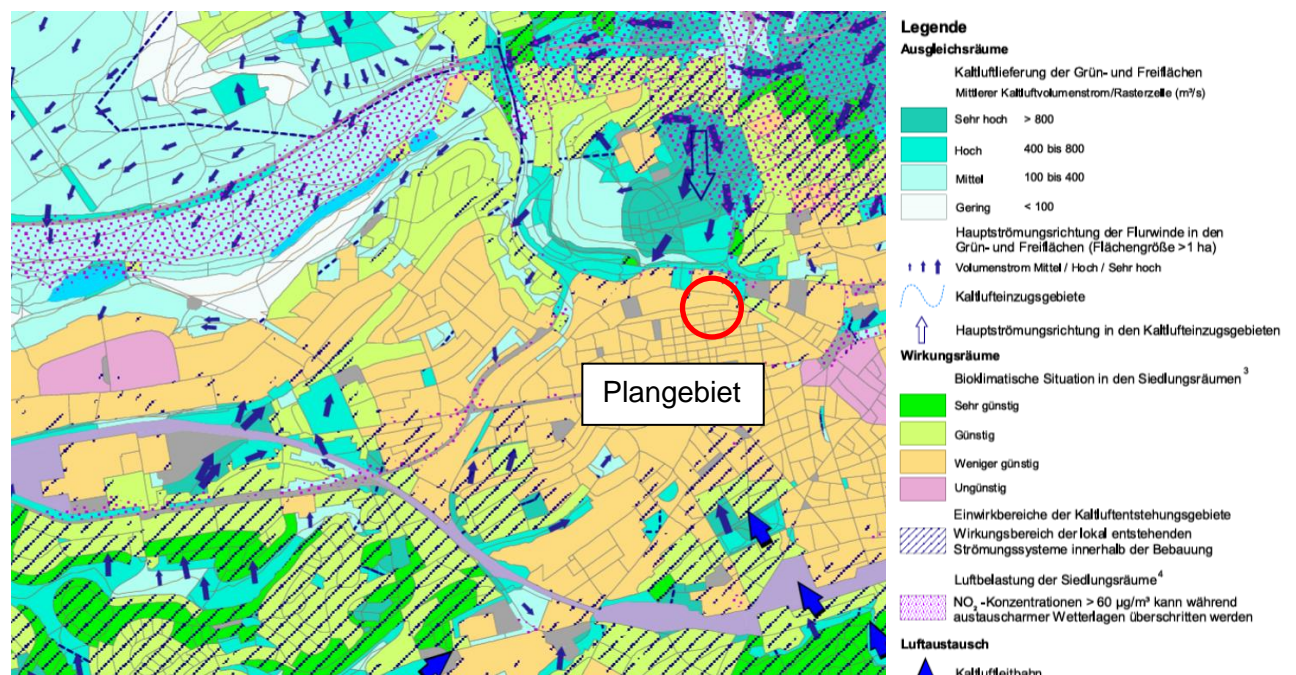 Plangebiet
Legende
Ausgleichsräume
Kaltluftlieferung der Grün- und Freiflächen
Mittlerer Kaltluftvolumenstrom/Rasterzelle (m³/s)
Sehr hoch > 800
Hoch 400 bis 800
Mittel 100 bis 400
Gering < 100
Hauptströmungsrichtung der Flurwinde in den
Grün- und Freiflächen (Flächengröße >1 ha)
Volumenstrom Mittel / Hoch / Sehr hoch
Kaltlufteinzugsgebiete
Hauptströmungsrichtung in den Kaltlufteinzugsgebieten
Wirkungsräume
Bioklimatische Situation in den Siedlungsräumen ³
Sehr günstig
Günstig
Weniger günstig
Ungünstig
Einwirkbereiche der Kaltluftentstehungsgebiete
Wirkungsbereich der lokal entstehenden
Strömungssysteme innerhalb der Bebauung
Luftbelastung der Siedlungsräume⁴
NO₂ -Konzentrationen > 60 µg/m³ kann während
austauscharmer Wetterlagen überschritten werden
Luftaustausch
Kaltluftleitbahn